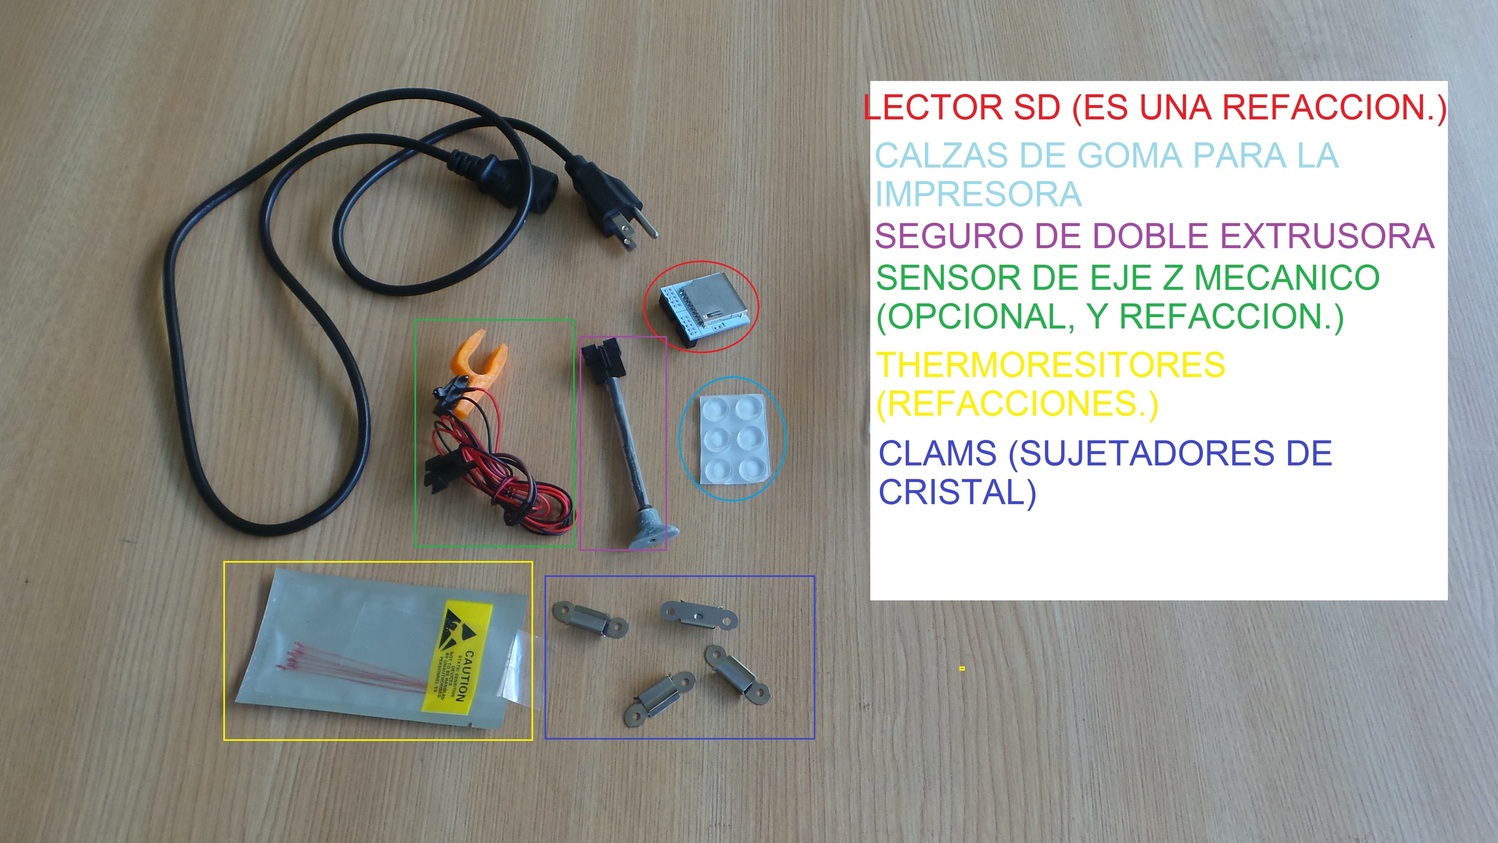 LECTOR SD (ES UNA REFACCION.)
CALZAS DE GOMA PARA LA
IMPRESORA
SEGURO DE DOBLE EXTRUSORA
SENSOR DE EJE Z MECANICO
(OPCIONAL, Y REFACCION.)
THERMORESITORES
(REFACCIONES.)
CLAMS (SUJETADORES DE
CRISTAL)
CAUTION